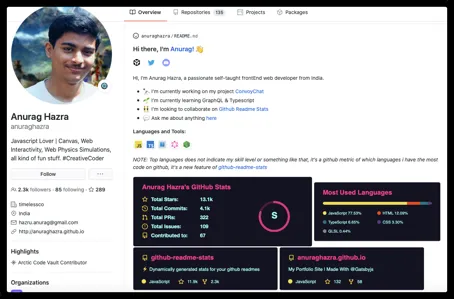 Overview
Repositories 135
Projects
Packages
anuraghazra/README.md
Hi there, I'm Anurag!
Hi, I'm Anurag Hazra, a passionate self-taught frontEnd web developer from India.
I'm currently working on my project ConvoyChat
I'm currently learning GraphQL & Typescript
I'm looking to collaborate on Github Readme Stats
Ask me about anything here
Languages and Tools:
NOTE: Top languages does not indicate my skill level or something like that, it's a github metric of which languages i have the most
code on github, it's a new feature of github-readme-stats
Anurag Hazra
anuraghazra
JavaScript Lover | Canvas, Web
Interactivity, Web Physics Simulations,
all kind of stuff. #CreativeCoder
Follow
2.3k followers · 85 following · 289
timelessco
India
hazru.anurag@gmail.com
http://anuraghazra.github.io
Highlights
Arctic Code Vault Contributor
Organizations
Anurag Hazra's GitHub Stats
Total Stars: 13.1k
Total Commits: 4.1k
Total PRs: 322
Total Issues: 109
Contributed to: 67
S
Most Used Languages
JavaScript 77.53%
HTML 12.08%
TypeScript 6.65%
CSS 3.30%
GLSL 0.44%
github-readme-stats
Dynamically generated stats for your github readmes
JavaScript 11.9k 2.3k
anuraghazra.github.io
My Portfolio Site | Made With @Gatsbyjs
JavaScript 132 58